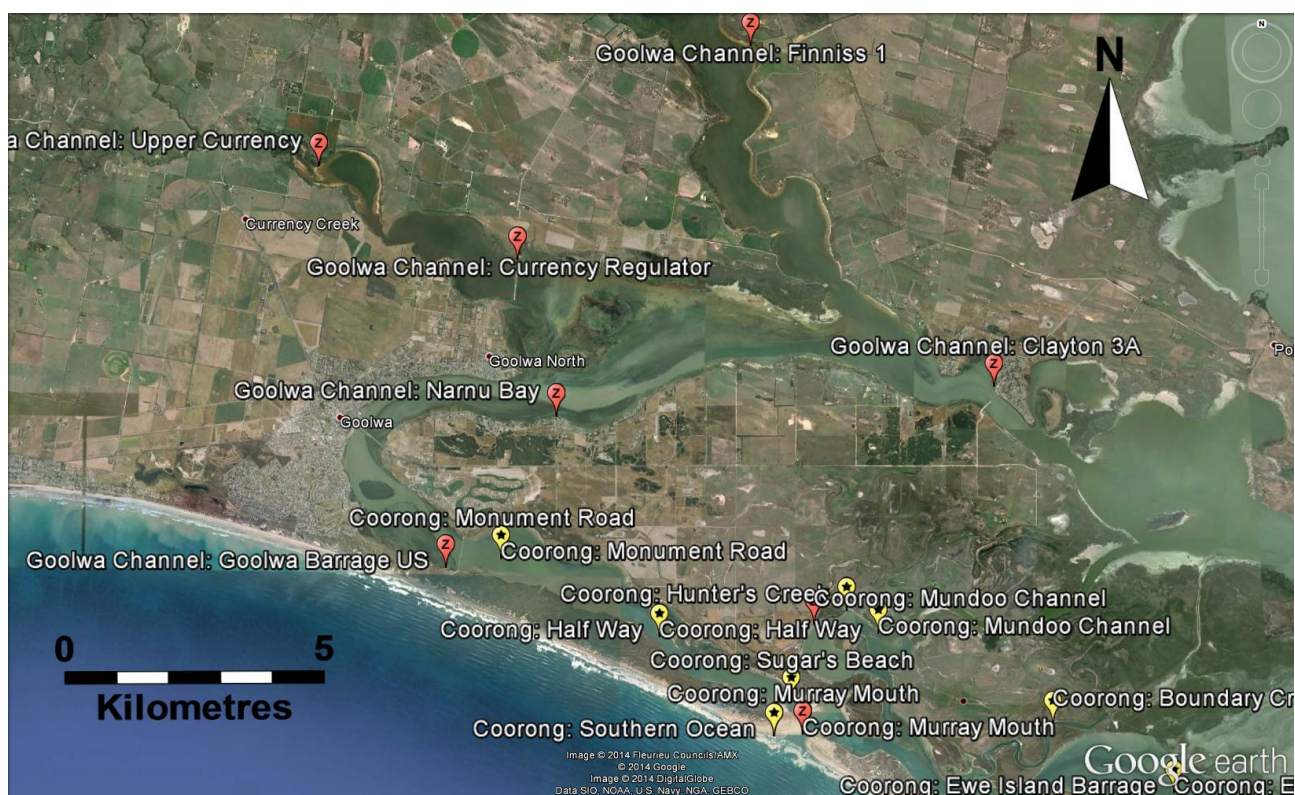 N
Goolwa Channel: Finniss 1
N
a Channel: Upper Currency
Currency Creek
Goolwa Channel: Currency Regulator
Goolwa Channel: Clayton 3A
Po
Goolwa North
Goolwa Channel: Narnu Bay
Goolwa
Coorong: Monument Road
Coorong: Monument Road
Goolwa Channel: Goolwa Barrage US
Coorong: Hunter's Creek
Coorong: Mundoo Channel
Coorong: Half Way
Coorong: Half Way
Coorong: Mundoo Channel
0 5
Kilometres
Coorong: Sugar's Beach
Coorong: Murray Mouth
Coorong: Boundary Cr
Coorong: Southern Ocean
Coorong: Murray Mouth
Image © 2014 Fleurieu Councils/AMX
© 2014 Google
Image © 2014 DigitalGlobe
Data SIO, NOAA, U.S. Navy, NGA, GEBCO
Google earth
Coorong: Ewe Island Barrage
Coorong: E